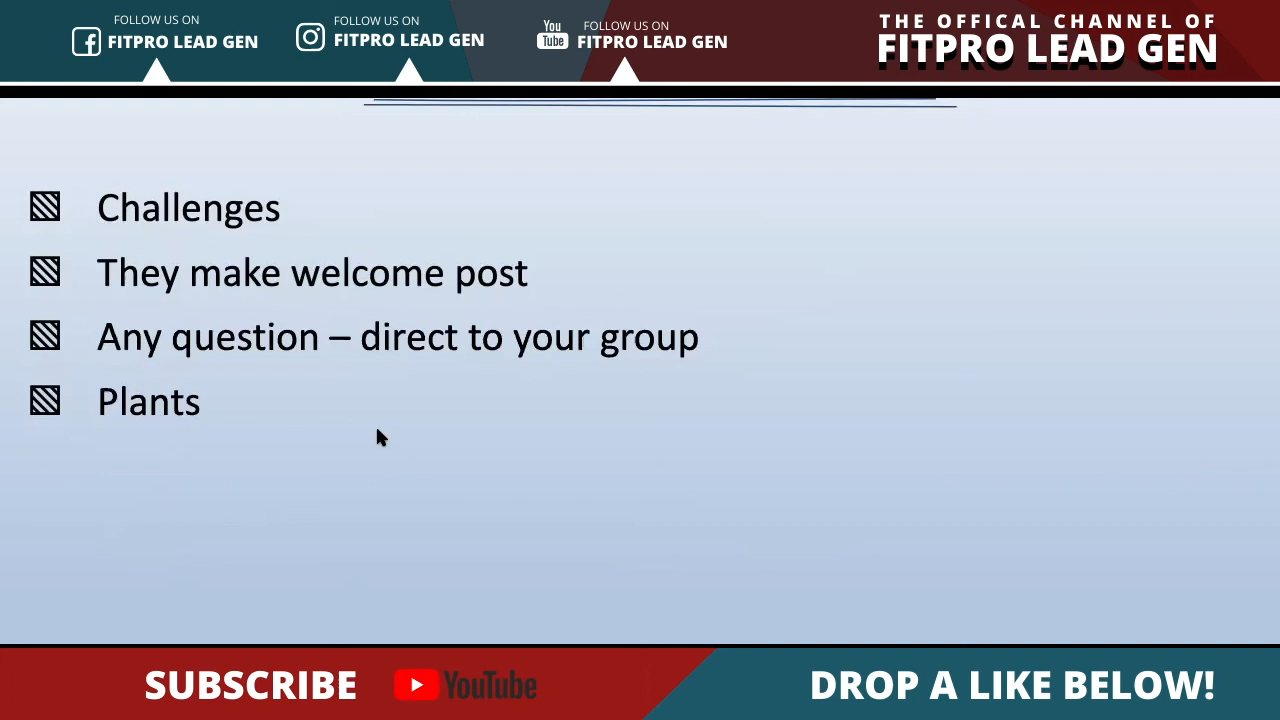 FOLLOW US ON
FITPRO LEAD GEN
FOLLOW US ON
FITPRO LEAD GEN
You Tube
FOLLOW US ON
FITPRO LEAD GEN
THE OFFICAL CHANNEL OF
FITPRO LEAD GEN
Challenges
They make welcome post
Any question – direct to your group
Plants
SUBSCRIBE YouTube
DROP A LIKE BELOW!